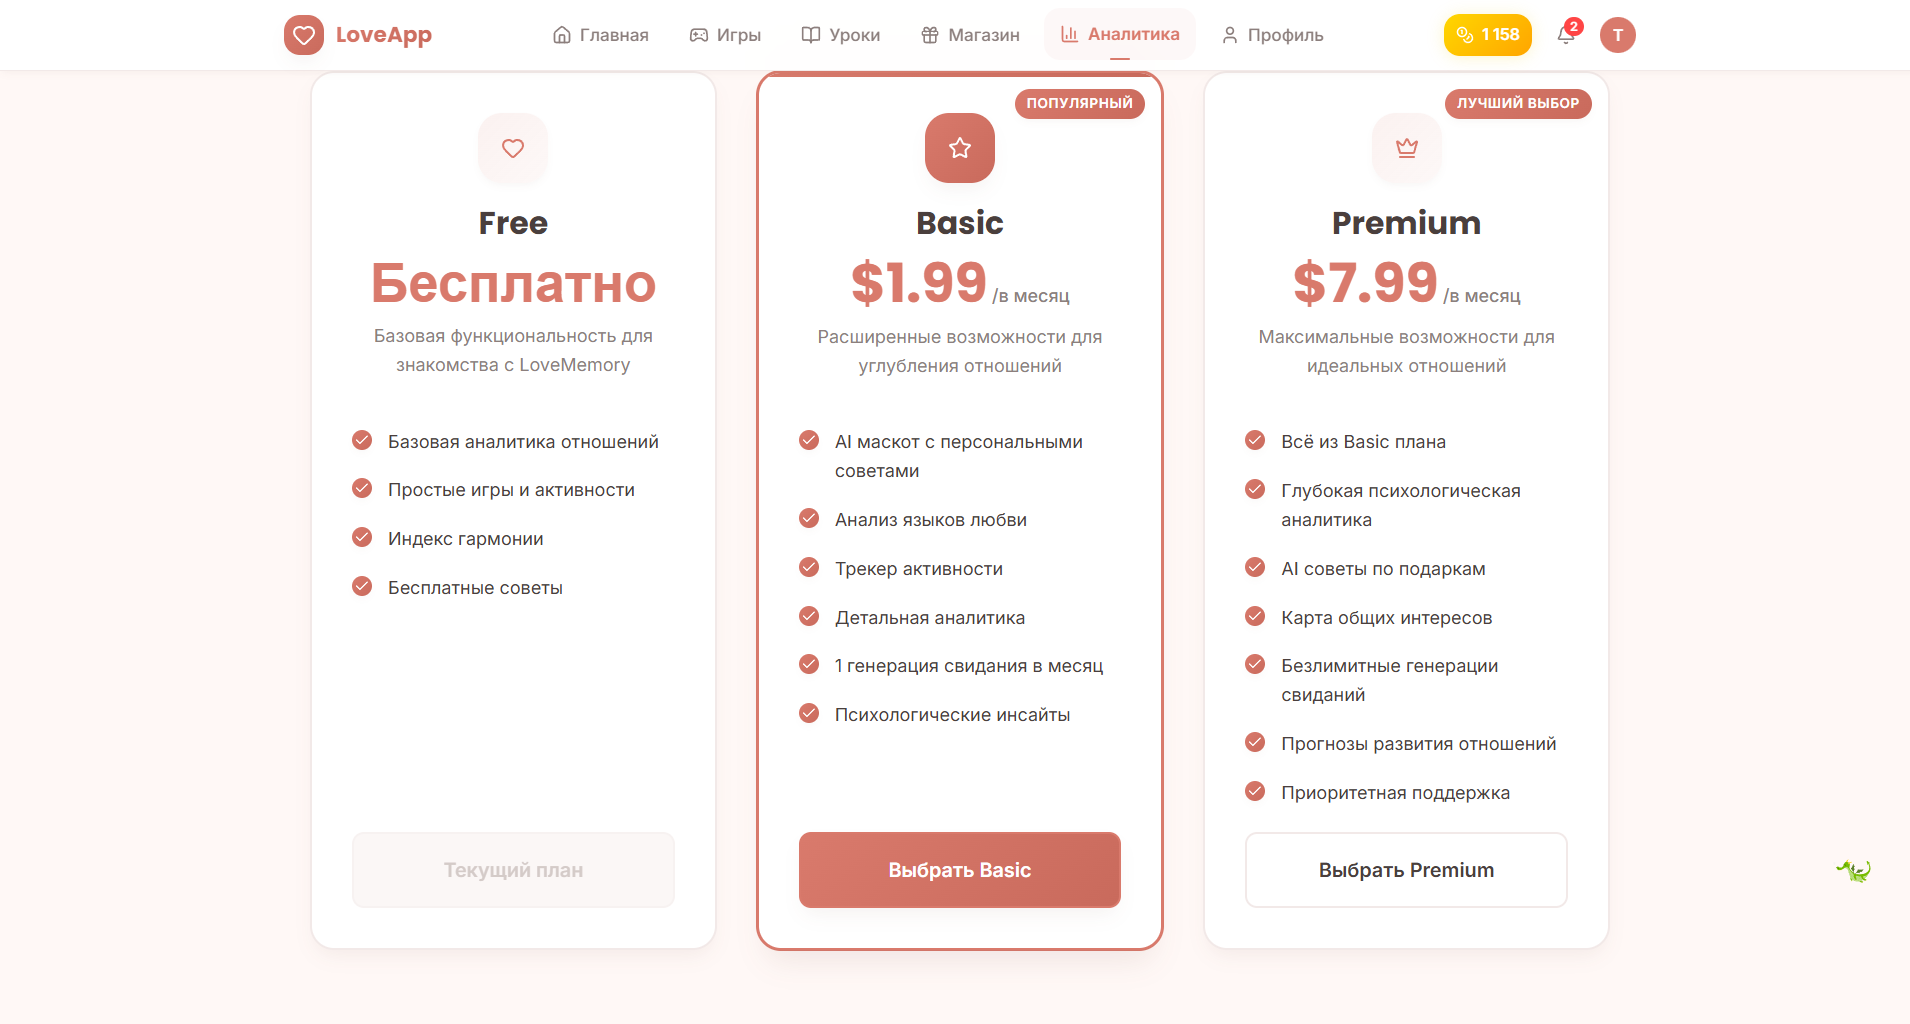 LoveApp
Главная
Игры
Уроки
Магазин
Аналитика
Профиль
1 158
2
T
Free
Бесплатно
Базовая функциональность для
знакомства с LoveMemory
Базовая аналитика отношений
Простые игры и активности
Индекс гармонии
Бесплатные советы
Текущий план
ПОПУЛЯРНЫЙ
Basic
$1.99 /в месяц
Расширенные возможности для
углубления отношений
AI маскот с персональными
советами
Анализ языков любви
Трекер активности
Детальная аналитика
1 генерация свидания в месяц
Психологические инсайты
Выбрать Basic
ЛУЧШИЙ ВЫБОР
Premium
$7.99 /в месяц
Максимальные возможности для
идеальных отношений
Всё из Basic плана
Глубокая психологическая
аналитика
AI советы по подаркам
Карта общих интересов
Безлимитные генерации
свиданий
Прогнозы развития отношений
Приоритетная поддержка
Выбрать Premium